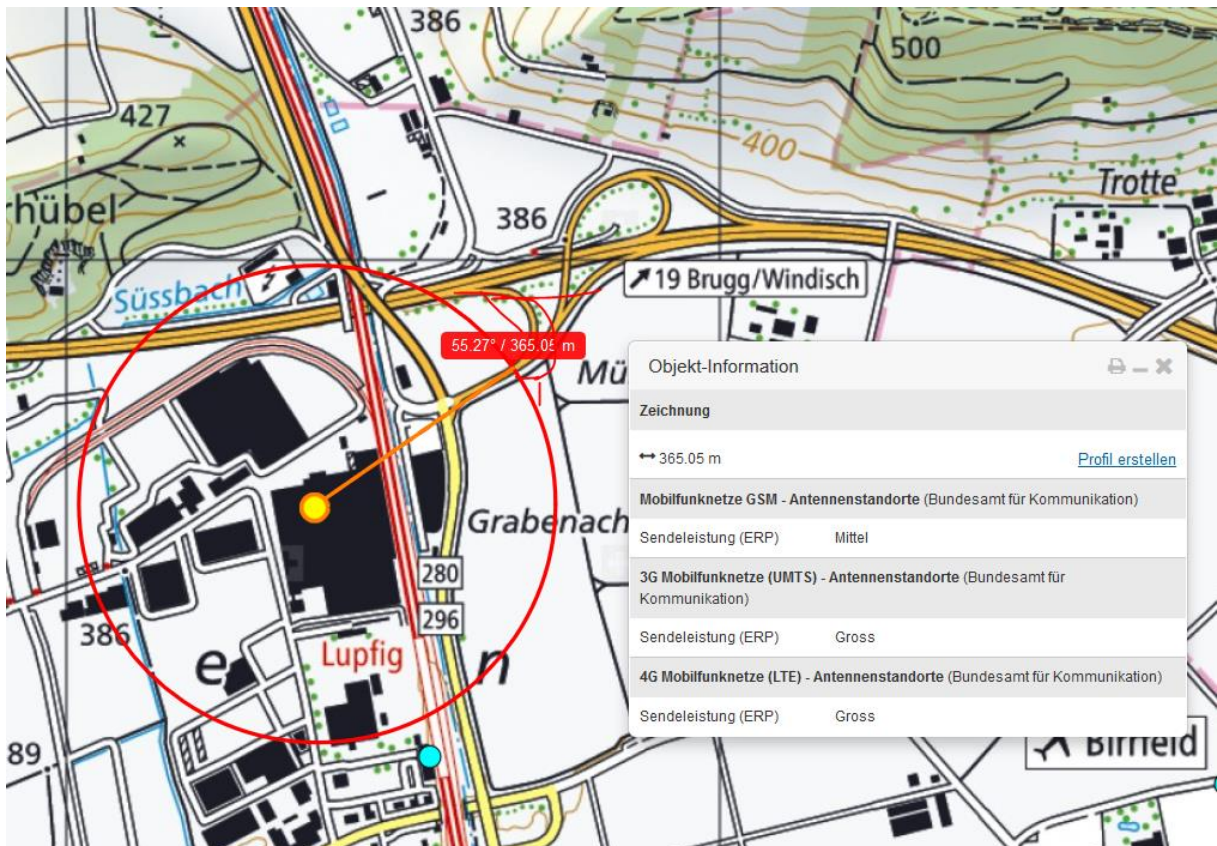 386
500
427
400
Trotte
rhübel
386
Süssbach
19 Brugg/Windisch
55.27° / 365.05 m
Mü
Objekt-Information
Zeichnung
365.05 m
Profil erstellen
Mobilfunknetze GSM - Antennenstandorte (Bundesamt für Kommunikation)
Sendeleistung (ERP) Mittel
3G Mobilfunknetze (UMTS) - Antennenstandorte (Bundesamt für
Kommunikation)
Sendeleistung (ERP) Gross
4G Mobilfunknetze (LTE) - Antennenstandorte (Bundesamt für Kommunikation)
Sendeleistung (ERP) Gross
Grabenach
280
296
386
e
Lupfig
n
89
Birrfeld